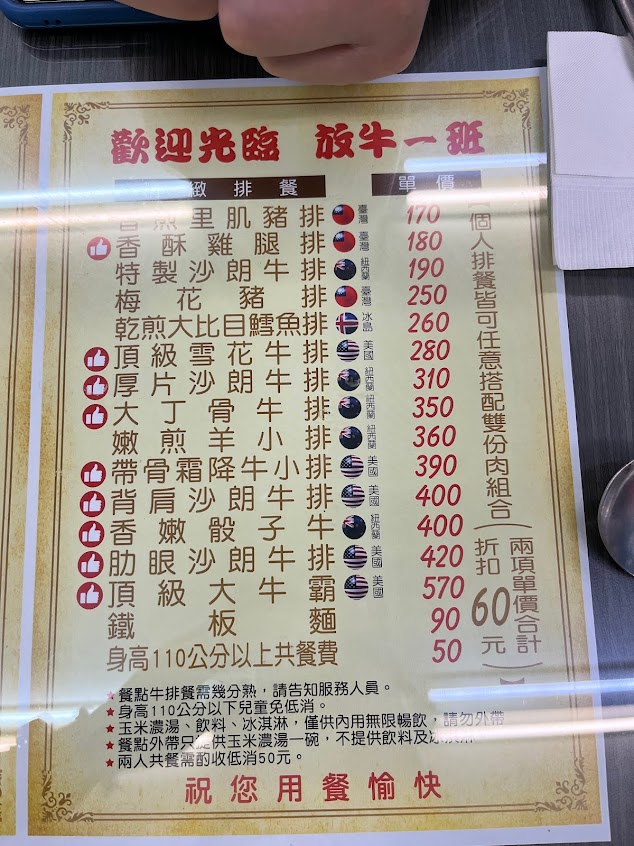 歡迎光臨 放牛一班
緻排餐 單價
煎里肌豬排 臺灣 170
香酥雞腿排 臺灣 180
特製沙朗牛排 紐西蘭 190
梅花豬排 臺灣 250
乾煎大比目鱈魚排 冰島 260
頂級雪花牛排 美國 280
厚片沙朗牛排 紐西蘭 310
大丁骨牛排 紐西蘭 350
嫩煎羊小排 紐西蘭 360
帶骨霜降牛小排 美國 390
背肩沙朗牛排 美國 400
香嫩骰子牛 紐西蘭 400
肋眼沙朗牛排 美國 420
頂級大牛霸 美國 570
鐵板麵 90
身高110公分以上共餐費 50
【個人排餐皆可任意搭配雙份肉組合(兩項單價合計折扣60元)】
★餐點牛排餐需幾分熟，請告知服務人員。
★身高110公分以下兒童免低消。
★玉米濃湯、飲料、冰淇淋，僅供內用無限暢飲，請勿外帶
★餐點外帶只提供玉米濃湯一碗，不提供飲料及冰淇淋
★兩人共餐需酌收低消50元。
祝您用餐愉快